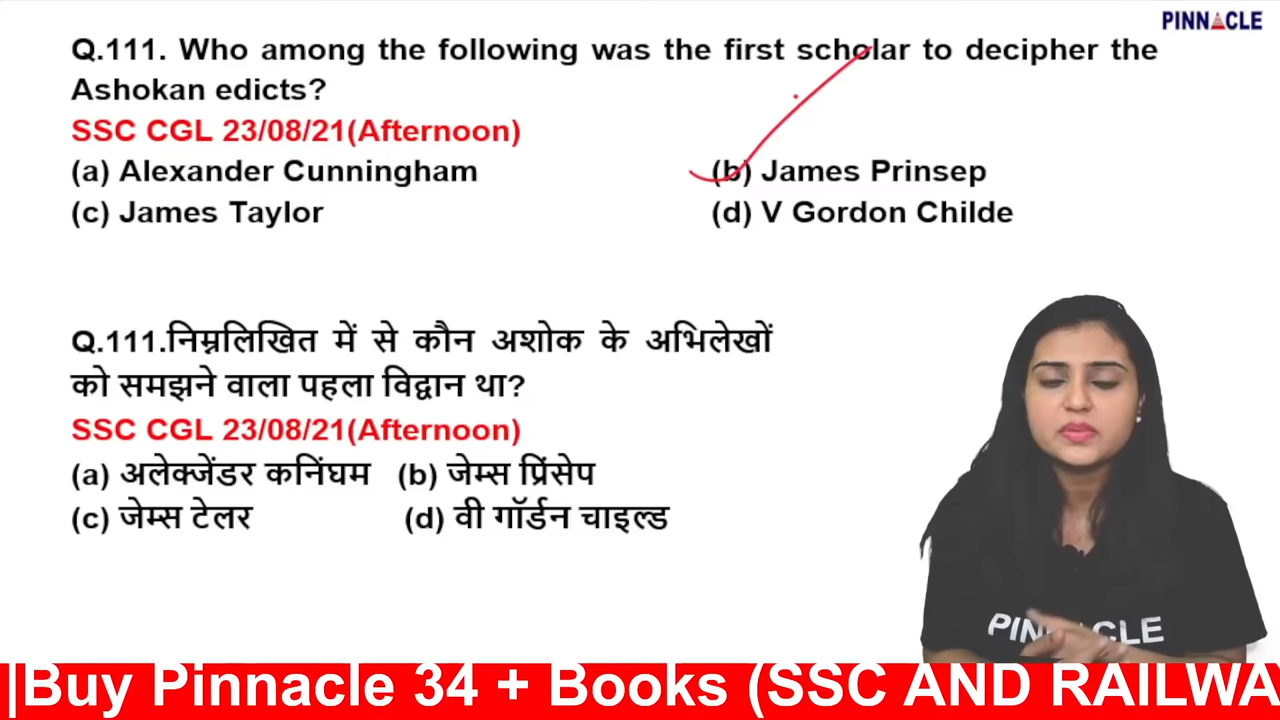 PINNACLE
Q.111. Who among the following was the first scholar to decipher the
Ashokan edicts?
SSC CGL 23/08/21(Afternoon)
(a) Alexander Cunningham (b) James Prinsep
(c) James Taylor (d) V Gordon Childe
Q.111.निम्नलिखित में से कौन अशोक के अभिलेखों
को समझने वाला पहला विद्वान था?
SSC CGL 23/08/21(Afternoon)
(a) अलेक्जेंडर कनिंघम (b) जेम्स प्रिंसेप
(c) जेम्स टेलर (d) वी गॉर्डन चाइल्ड
PINNACLE
|Buy Pinnacle 34 + Books (SSC AND RAILWA